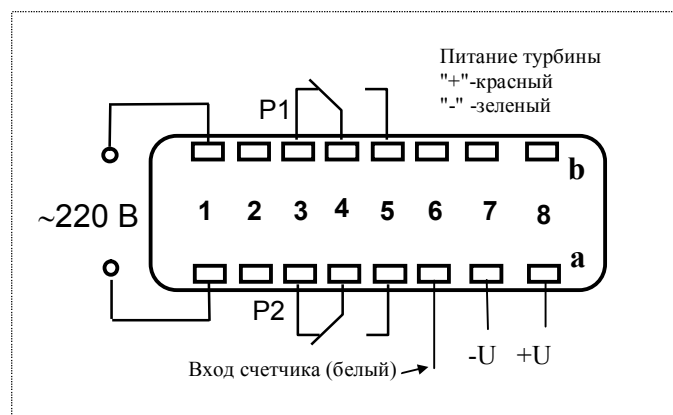 Питание турбины
"+"-красный
"-" -зеленый
P1
b
~220 В
1 2 3 4 5 6 7 8
a
P2
-U +U
Вход счетчика (белый)